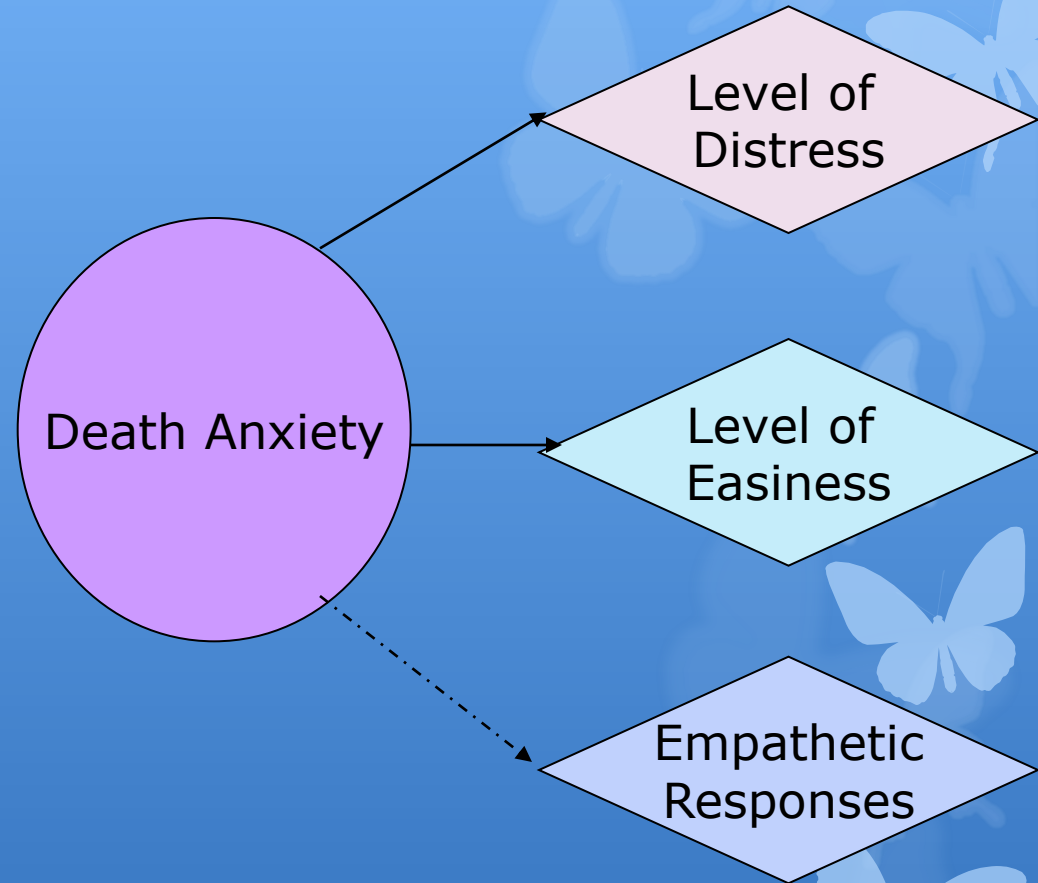 Level of
Distress
Death Anxiety
Level of
Easiness
Empathetic
Responses